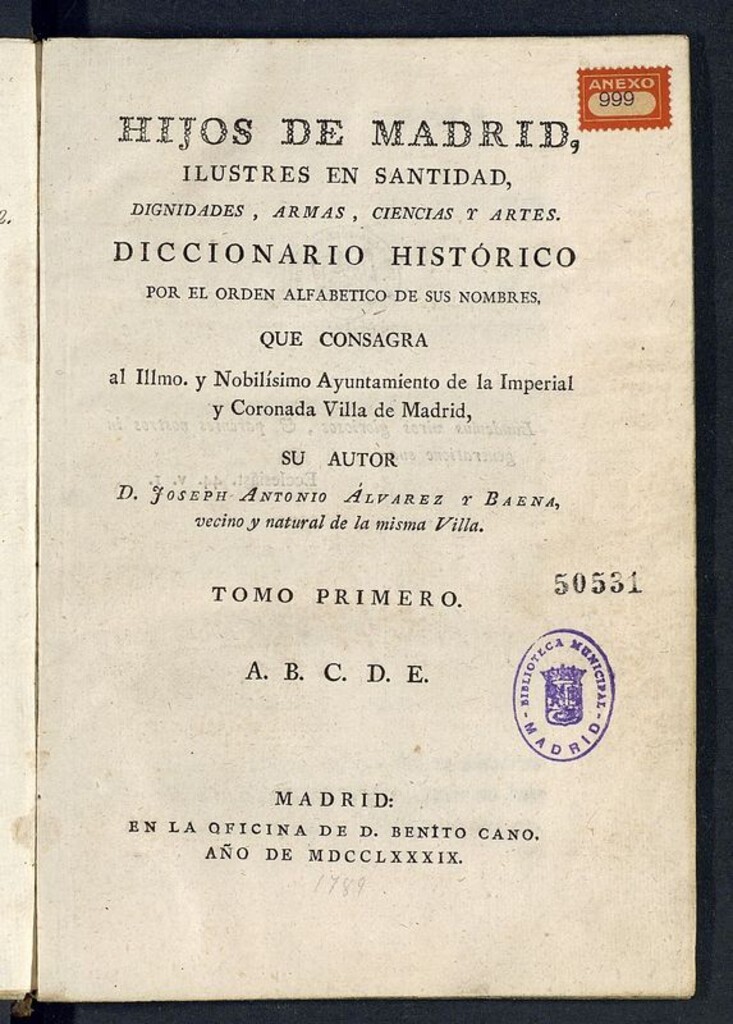 ANEXO
999
HIJOS DE MADRID,
ILUSTRES EN SANTIDAD,
DIGNIDADES , ARMAS , CIENCIAS Y ARTES.
DICCIONARIO HISTÓRICO
POR EL ORDEN ALFABETICO DE SUS NOMBRES,
QUE CONSAGRA
al Illmo. y Nobilísimo Ayuntamiento de la Imperial
y Coronada Villa de Madrid,
SU AUTOR
D. JOSEPH ANTONIO ÁLVAREZ Y BAENA,
vecino y natural de la misma Villa.
TOMO PRIMERO.
50531
A. B. C. D. E.
BIBLIOTECA MUNICIPAL
- MADRID -
MADRID:
EN LA OFICINA DE D. BENITO CANO.
AÑO DE MDCCLXXXIX.
1789